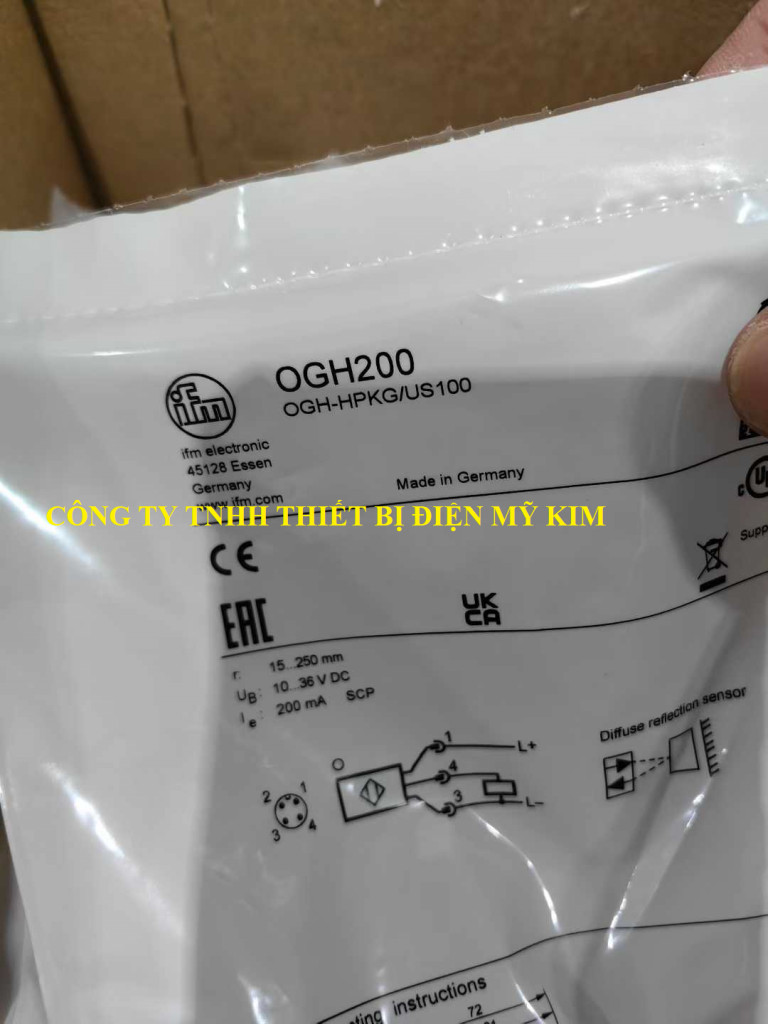 OGH200
OGH-HPKG/US100
ifm
ifm electronic
45128 Essen
Germany
www.ifm.com
Made in Germany
CÔNG TY TNHH THIẾT BỊ ĐIỆN MỸ KIM
CE
c UL
EAC
UK
CA
r: 15...250 mm
UB: 10...36 V DC
Ie: 200 mA SCP
Diffuse reflection sensor
O
1
L+
4
3
L–
2 1
3 4
instructions
72